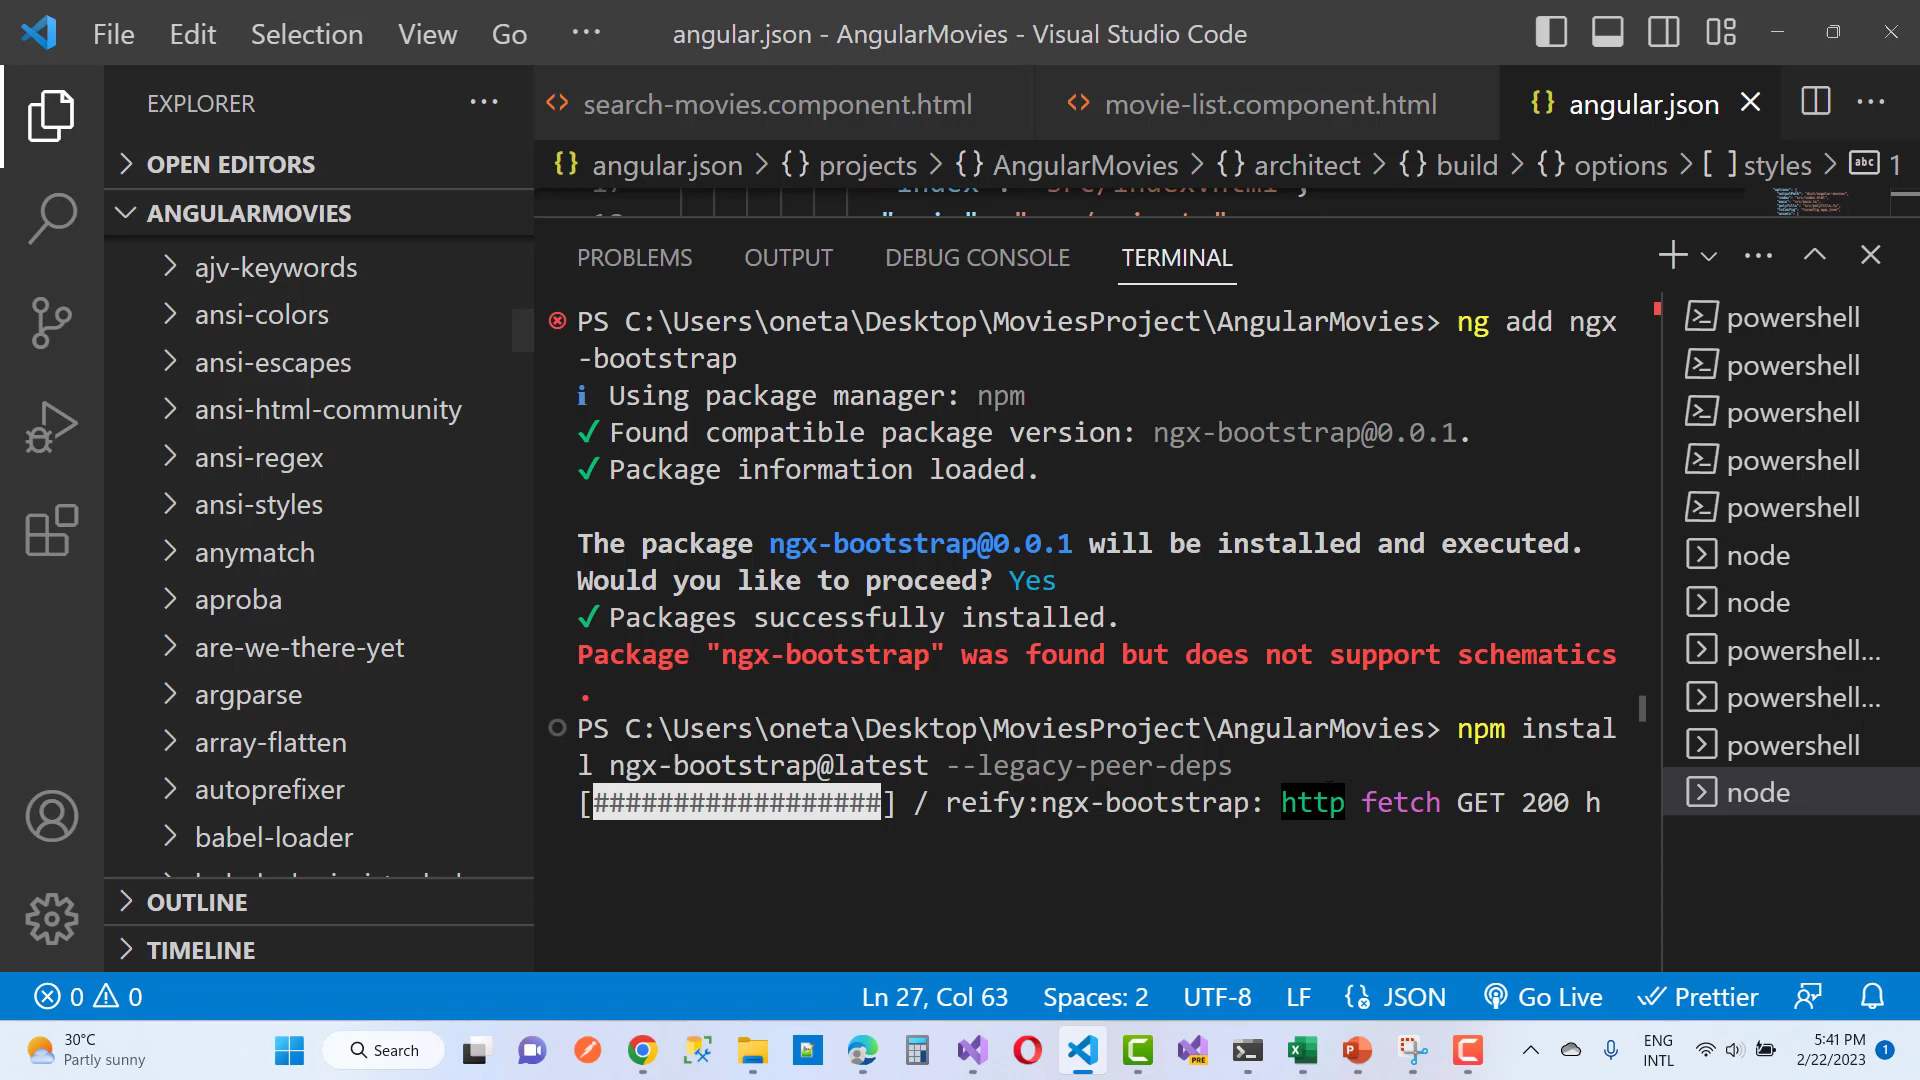 File Edit Selection View Go ··· angular.json - AngularMovies - Visual Studio Code
EXPLORER ···
OPEN EDITORS
ANGULARMOVIES
ajv-keywords
ansi-colors
ansi-escapes
ansi-html-community
ansi-regex
ansi-styles
anymatch
aproba
are-we-there-yet
argparse
array-flatten
autoprefixer
babel-loader
OUTLINE
TIMELINE
search-movies.component.html movie-list.component.html {} angular.json ···
{} angular.json > {} projects > {} AngularMovies > {} architect > {} build > {} options > [ ] styles > abc 1
PROBLEMS OUTPUT DEBUG CONSOLE TERMINAL
PS C:\Users\oneta\Desktop\MoviesProject\AngularMovies> ng add ngx
-bootstrap
i Using package manager: npm
✓ Found compatible package version: ngx-bootstrap@0.0.1.
✓ Package information loaded.
The package ngx-bootstrap@0.0.1 will be installed and executed.
Would you like to proceed? Yes
✓ Packages successfully installed.
Package "ngx-bootstrap" was found but does not support schematics
.
PS C:\Users\oneta\Desktop\MoviesProject\AngularMovies> npm instal
l ngx-bootstrap@latest --legacy-peer-deps
[##################] / reify:ngx-bootstrap: http fetch GET 200 h
powershell
powershell
powershell
powershell
powershell
node
node
powershell...
powershell...
powershell
node
0 0 Ln 27, Col 63 Spaces: 2 UTF-8 LF JSON Go Live Prettier
30°C
Partly sunny
Search
PRE
ENG
INTL
5:41 PM
2/22/2023
1